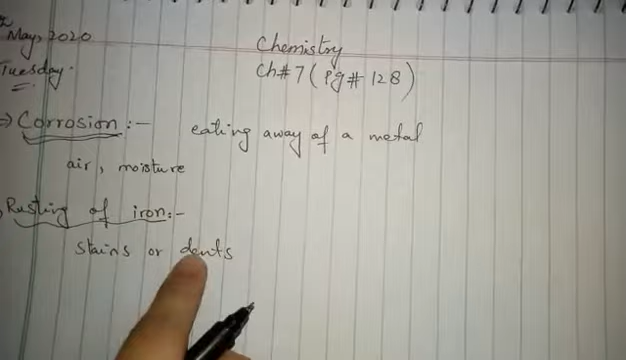 May, 2020
Chemistry
Tuesday.
Ch# 7 (Pg# 128)
=> Corrosion :- eating away of a metal
air, moisture
Rusting of iron:-
stains or dents